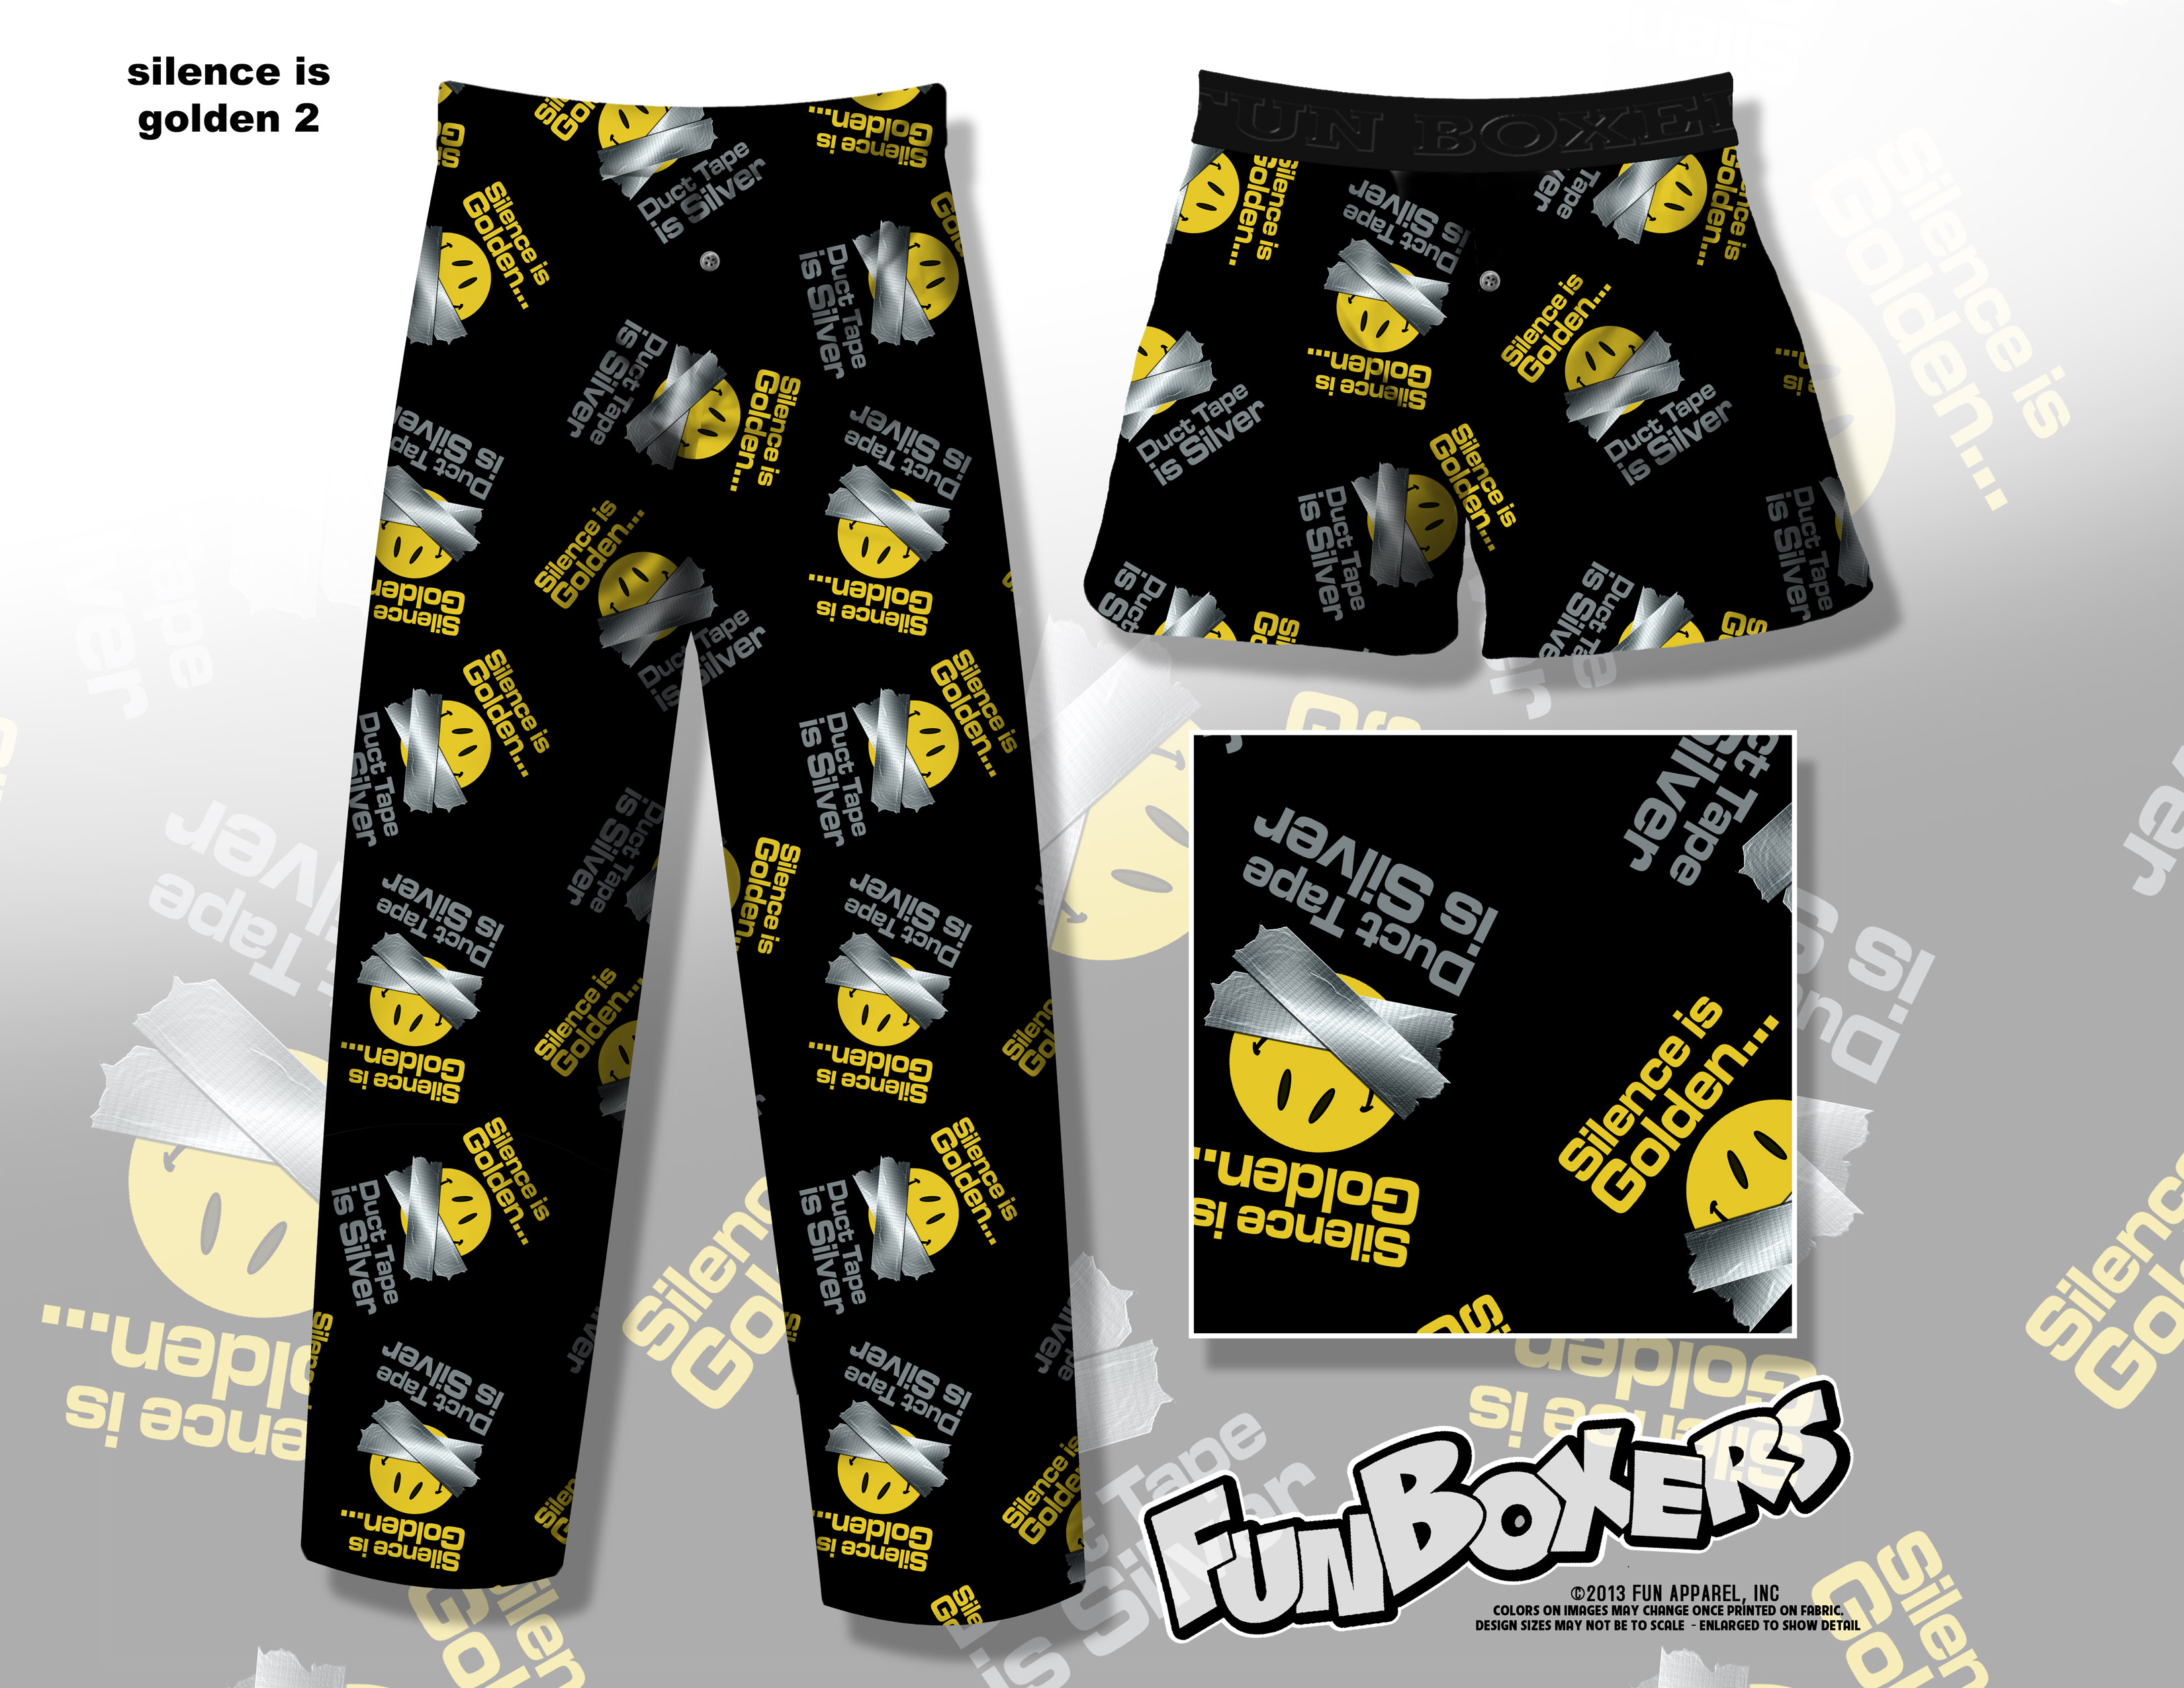 silence is
golden 2
FUN BOXER
Silence is
Golden...
Duct Tape
is Silver
FUNBOXERS
©2013 FUN APPAREL, INC
COLORS ON IMAGES MAY CHANGE ONCE PRINTED ON FABRIC.
DESIGN SIZES MAY NOT BE TO SCALE - ENLARGED TO SHOW DETAIL